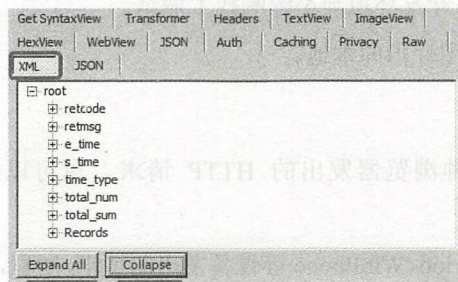 Get SyntaxView Transformer Headers TextView ImageView
HexView WebView JSON Auth Caching Privacy Raw
XML JSON
root
retcode
retmsg
e_time
s_time
time_type
total_num
total_sum
Records
Expand All Collapse